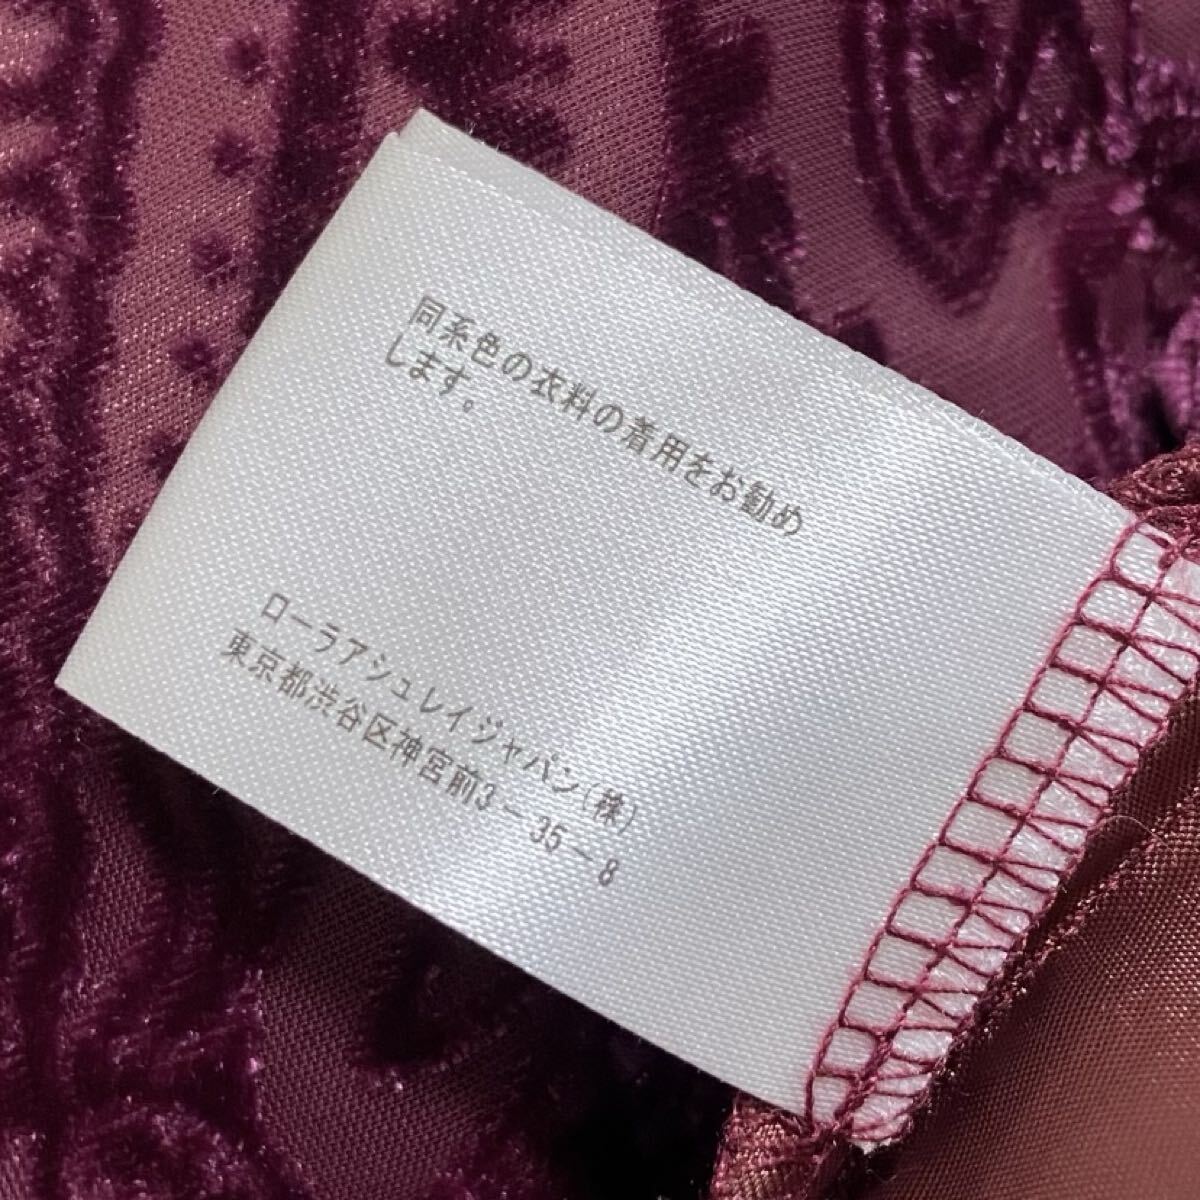 同系色の衣料の着用をお勧め
します。
ローラアシュレイジャパン(株)
東京都渋谷区神宮前3-35-8